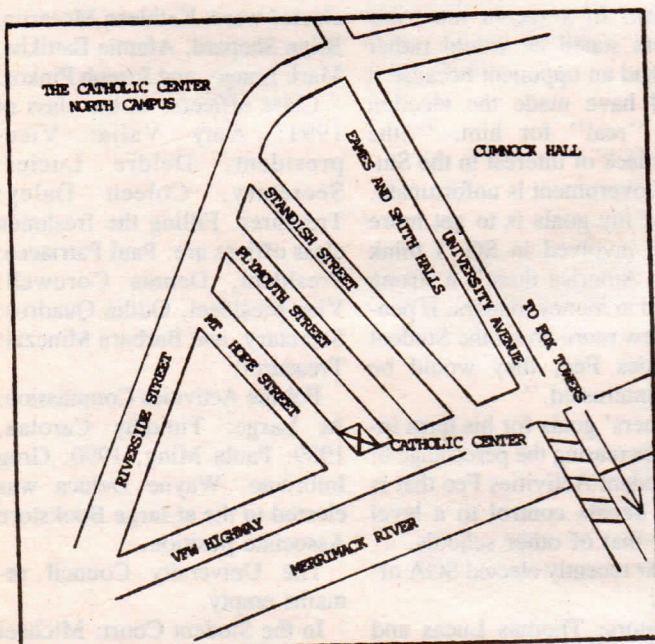 THE CATHOLIC CENTER
NORTH CAMPUS
CUMNOCK HALL
EAMES AND SMITH HALLS
UNIVERSITY AVENUE
TO FOX TOWERS
STANDISH STREET
PLYMOUTH STREET
MT HOPE STREET
RIVERSIDE STREET
CATHOLIC CENTER
NEW HIGHWAY
MERRIMACK RIVER